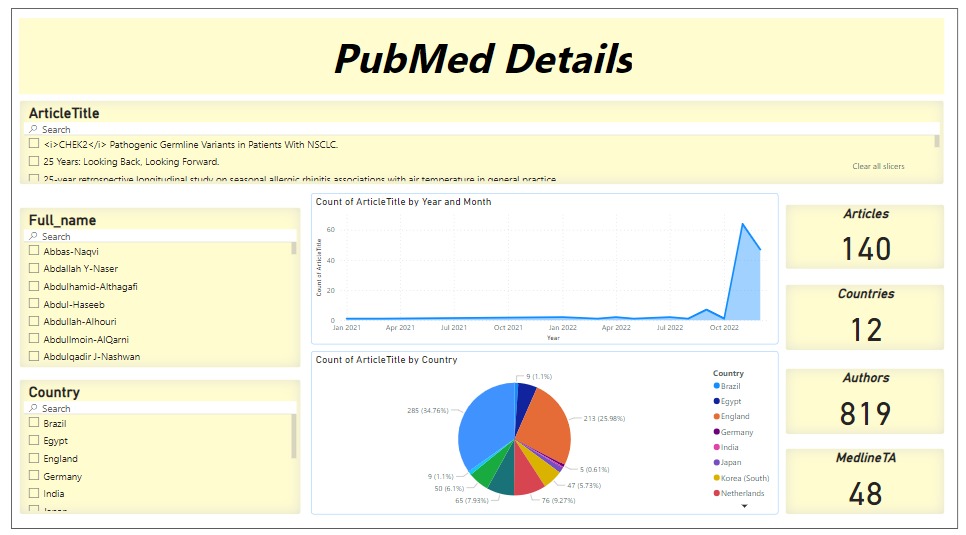 PubMed Details
ArticleTitle
Search
<i>CHEK2</i> Pathogenic Germline Variants in Patients With NSCLC.
25 Years: Looking Back, Looking Forward.
25-year retrospective longitudinal study on seasonal allergic rhinitis associations with air temperature in general practice
Clear all slicers
Full_name
Search
Abbas-Naqvi
Abdallah Y-Naser
Abdulhamid-Althagafi
Abdul-Haseeb
Abdullah-Alhouri
Abdullmoin-AlQarni
Abdulqadir J-Nashwan
Country
Search
Brazil
Egypt
England
Germany
India
Japan
Count of ArticleTitle by Year and Month
Count of ArticleTitle
60
40
20
0
Jan 2021
Apr 2021
Jul 2021
Oct 2021
Jan 2022
Apr 2022
Jul 2022
Oct 2022
Year
Count of ArticleTitle by Country
9 (1.1%)
213 (25.98%)
5 (0.61%)
47 (5.73%)
76 (9.27%)
65 (7.93%)
50 (6.1%)
9 (1.1%)
285 (34.76%)
Country
Brazil
Egypt
England
Germany
India
Japan
Korea (South)
Netherlands
Articles
140
Countries
12
Authors
819
MedlineTA
48